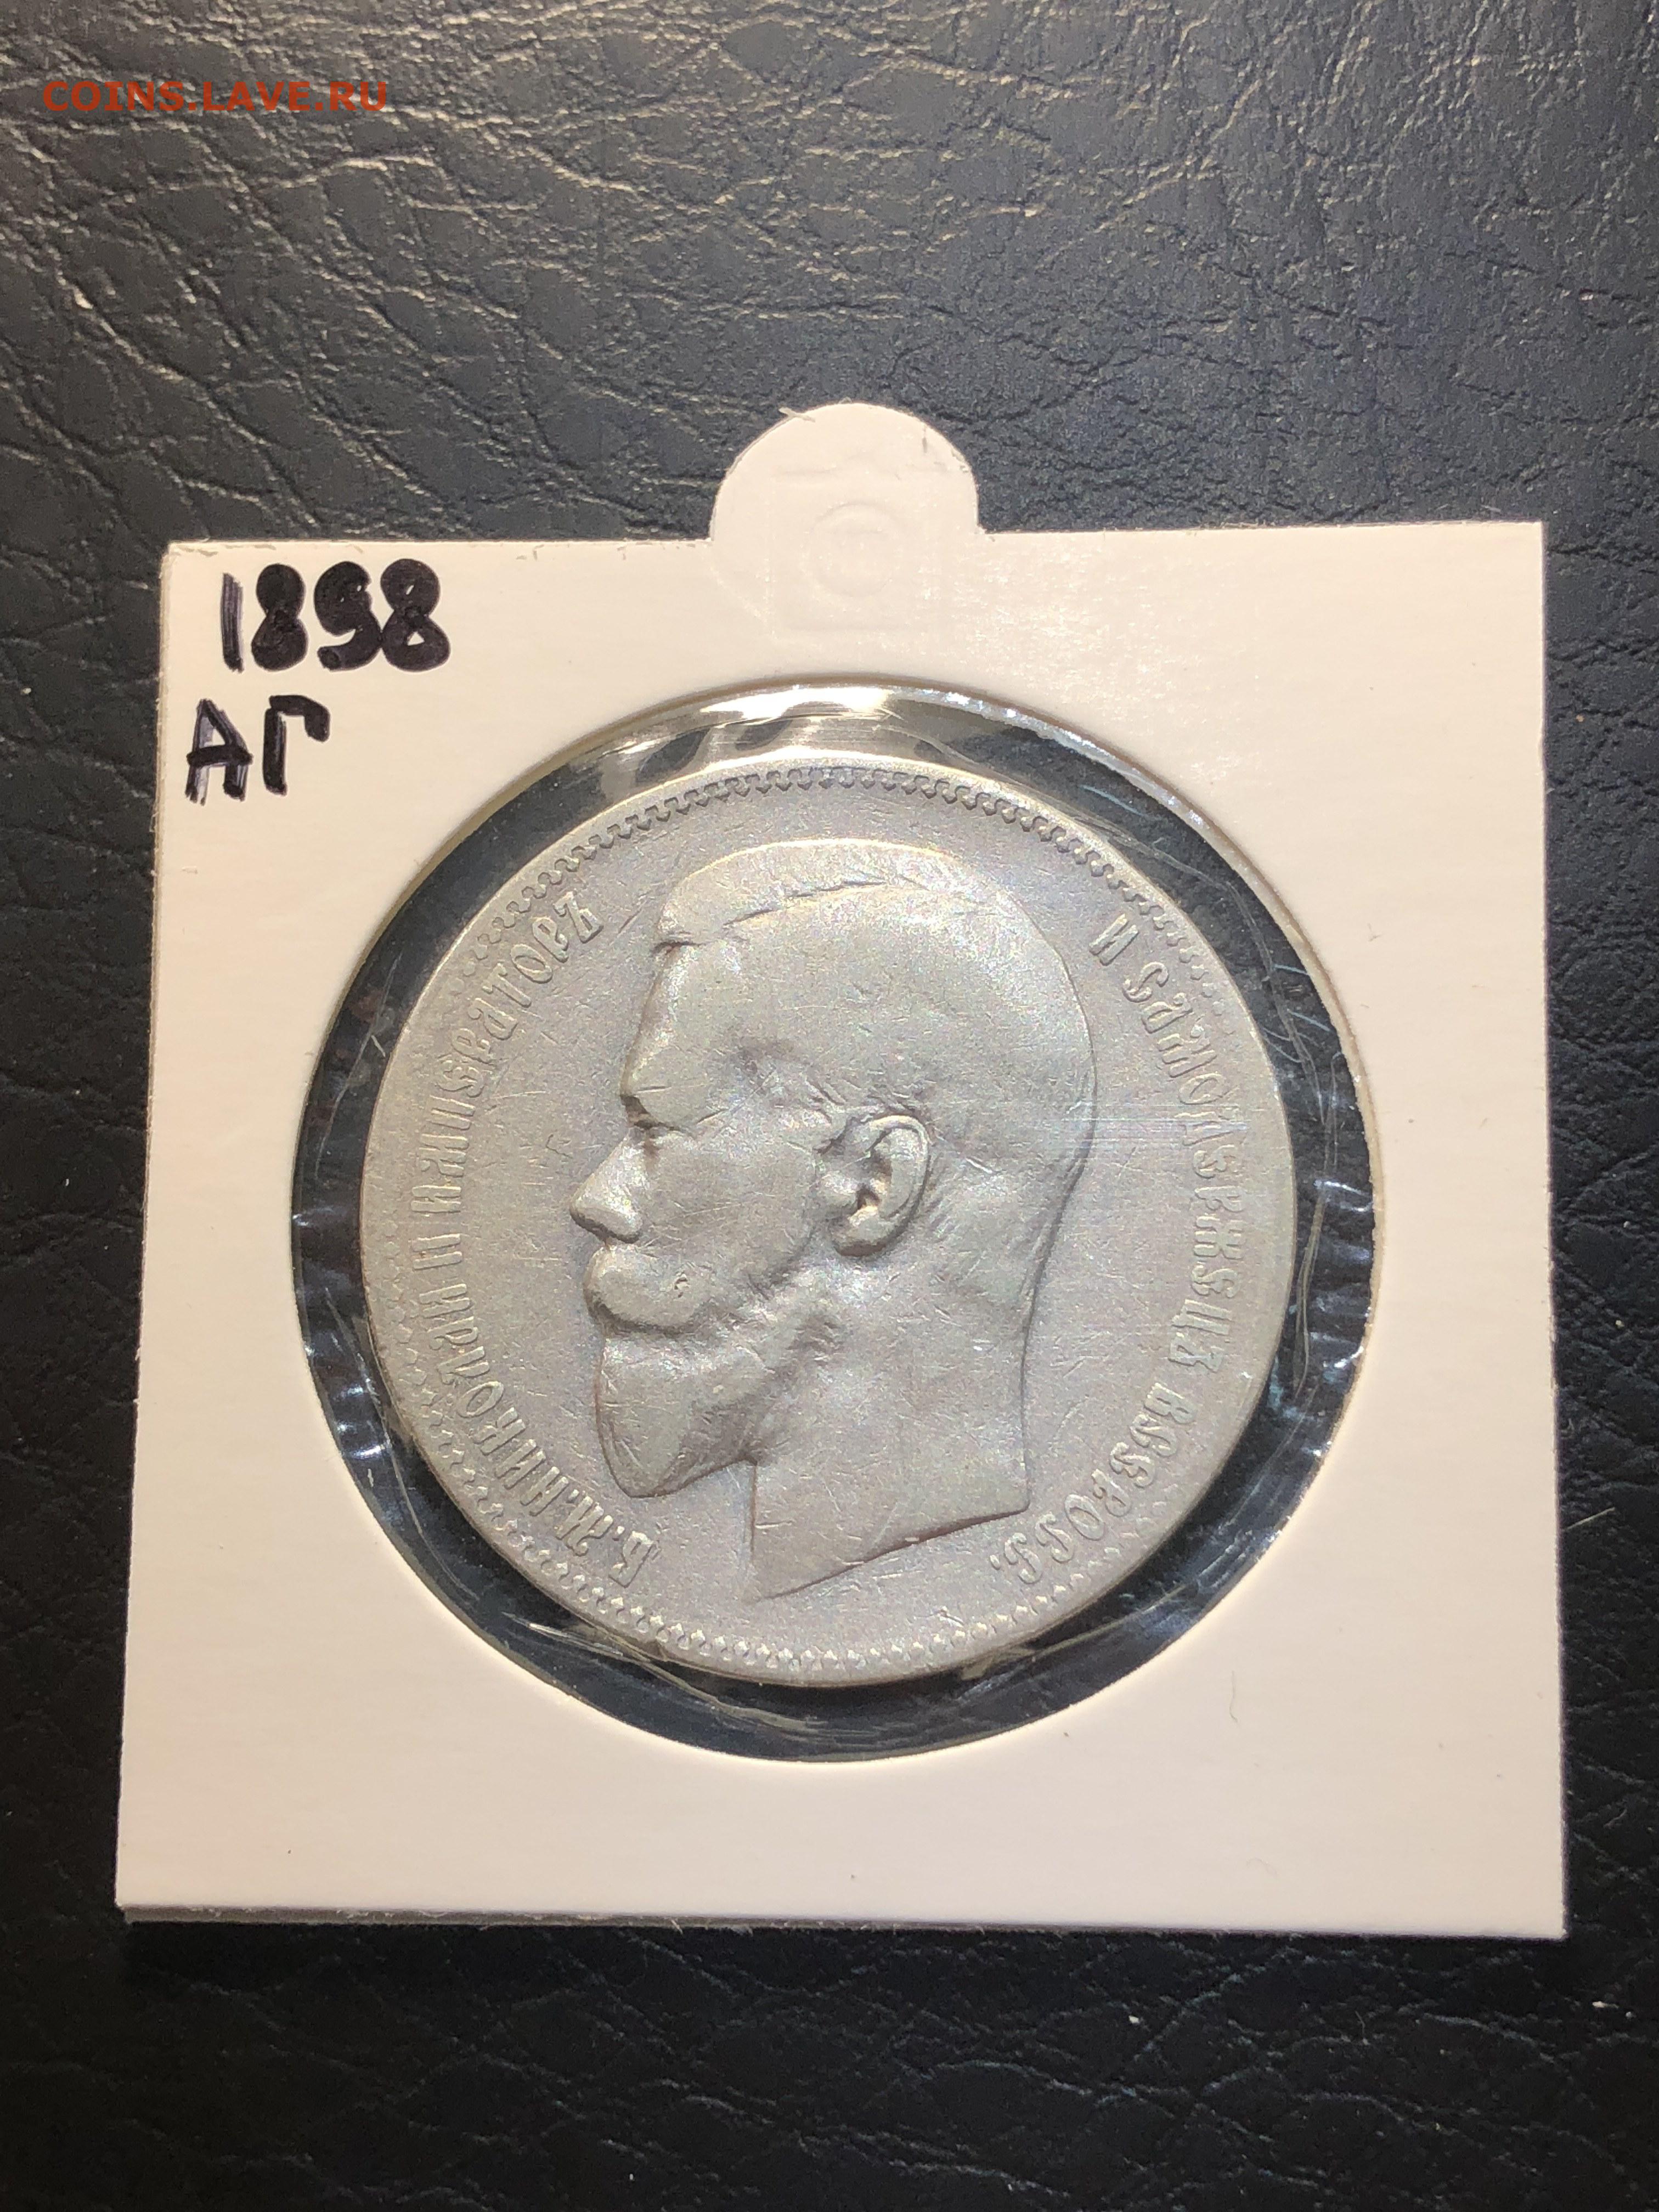 COINS.LAVE.RU
1898
АГ
Б.М.НИКОЛАЙ II ИМПЕРАТОРЪ
И САМОДЕРЖЕЦЪ ВСЕРОСС.